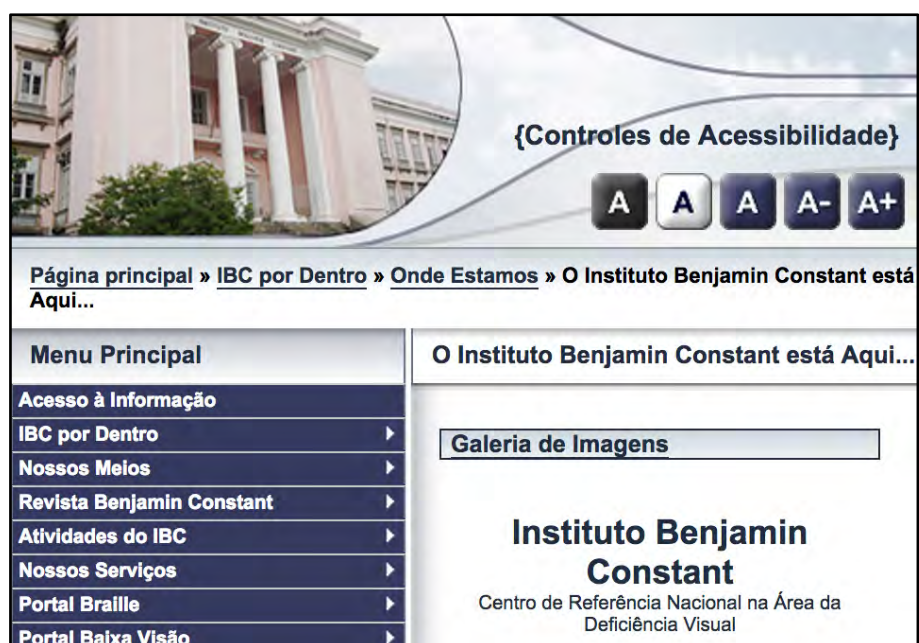 {Controles de Acessibilidade}
A A A A- A+
Página principal » IBC por Dentro » Onde Estamos » O Instituto Benjamin Constant está
Aqui...
Menu Principal
Acesso à Informação
IBC por Dentro
Nossos Meios
Revista Benjamin Constant
Atividades do IBC
Nossos Serviços
Portal Braille
Portal Baixa Visão
O Instituto Benjamin Constant está Aqui...
Galeria de Imagens
Instituto Benjamin
Constant
Centro de Referência Nacional na Área da
Deficiência Visual